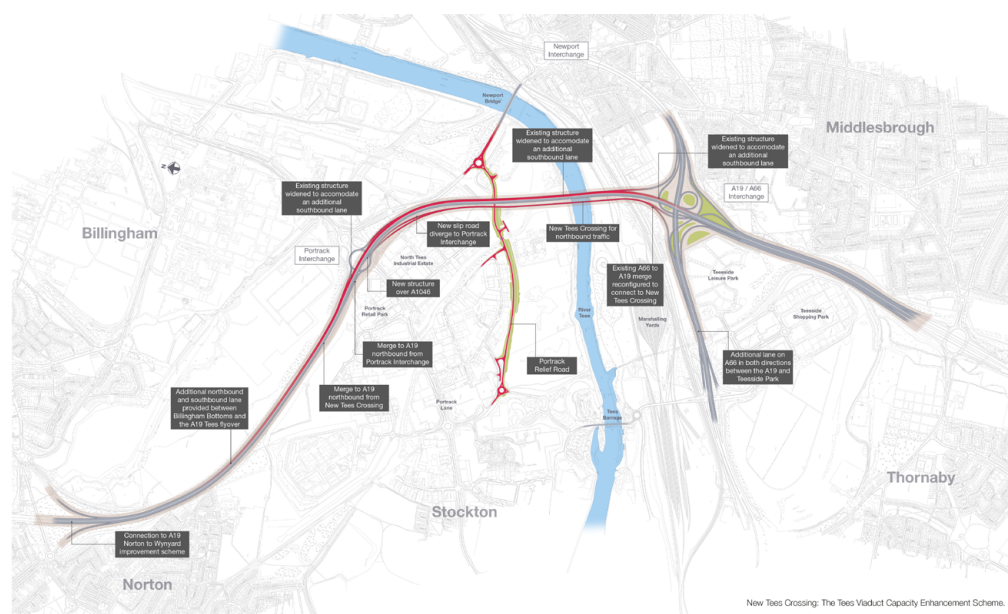 Newport
Interchange
Newport
Bridge
Middlesbrough
Existing structure
widened to accomodate
an additional
southbound lane
Existing structure
widened to accomodate
an additional
southbound lane
N
A19 / A66
Interchange
Existing structure
widened to accomodate
an additional
southbound lane
Billingham
New slip road
diverge to Portrack
Interchange
New Tees Crossing for
northbound traffic
Portrack
Interchange
North Tees
Industrial Estate
Existing A66 to
A19 merge
reconfigured to
connect to New
Tees Crossing
Teesside
Leisure Park
New structure
over A1046
Portrack
Retail Park
River
Tees
Marshalling
Yards
Teesside
Shopping Park
Merge to A19
northbound from
Portrack Interchange
Portrack
Relief Road
Additional lane on
A66 in both directions
between the A19 and
Teesside Park
Merge to A19
northbound from
New Tees Crossing
Additional northbound
and southbound lane
provided between
Billingham Bottoms and
the A19 Tees flyover
Portrack
Lane
Tees
Barrage
Thornaby
Stockton
Connection to A19
Norton to Wynyard
improvement scheme
Norton
New Tees Crossing: The Tees Viaduct Capacity Enhancement Scheme.